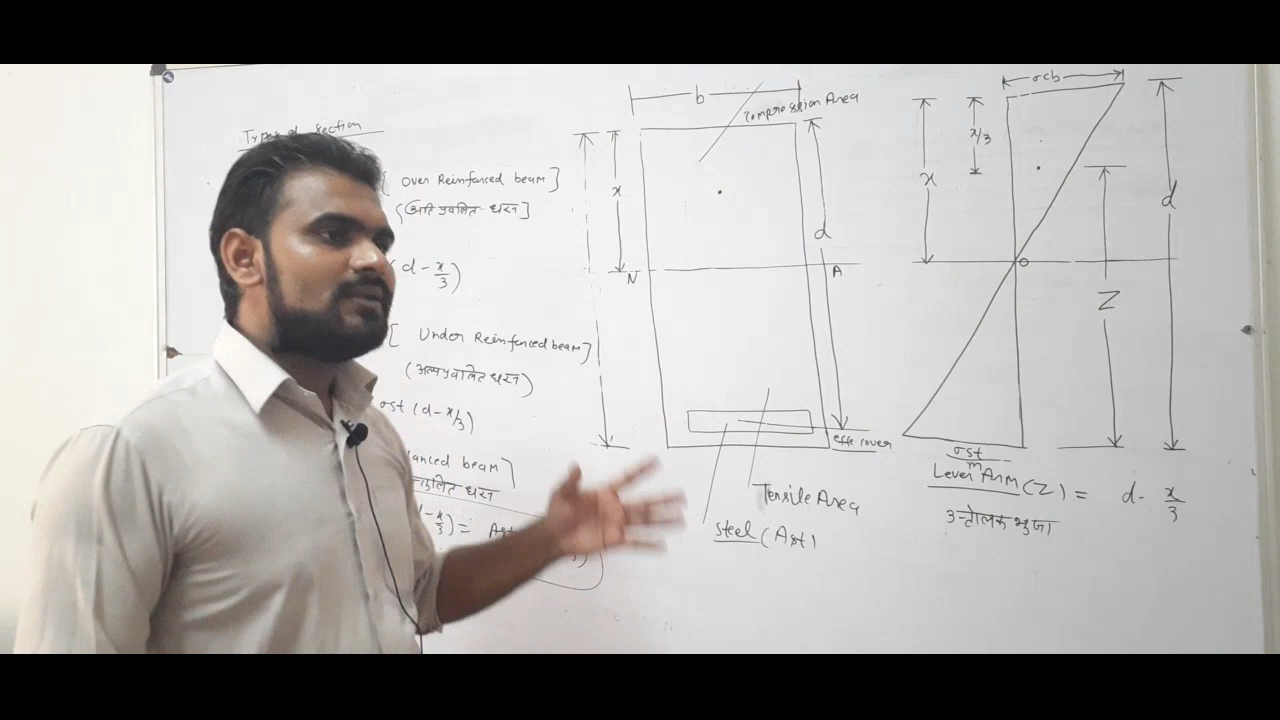 Types of section
[ Over Reinforced beam ]
( अति प्रबलित धरन ]
( d - x/3 )
[ Under Reinforced beam ]
( अल्पप्रबलित धरन )
σst ( d - x/3 )
anced beam ]
धरन
d - x/3 ) = Ast
b
Compression Area
x
d
N
A
effe. cover
Tensile Area
Steel ( Ast )
σcb
x
x/3
d
o
Z
σst
m
Lever Arm (Z) = d - x/3
उत्तोलक भुजा